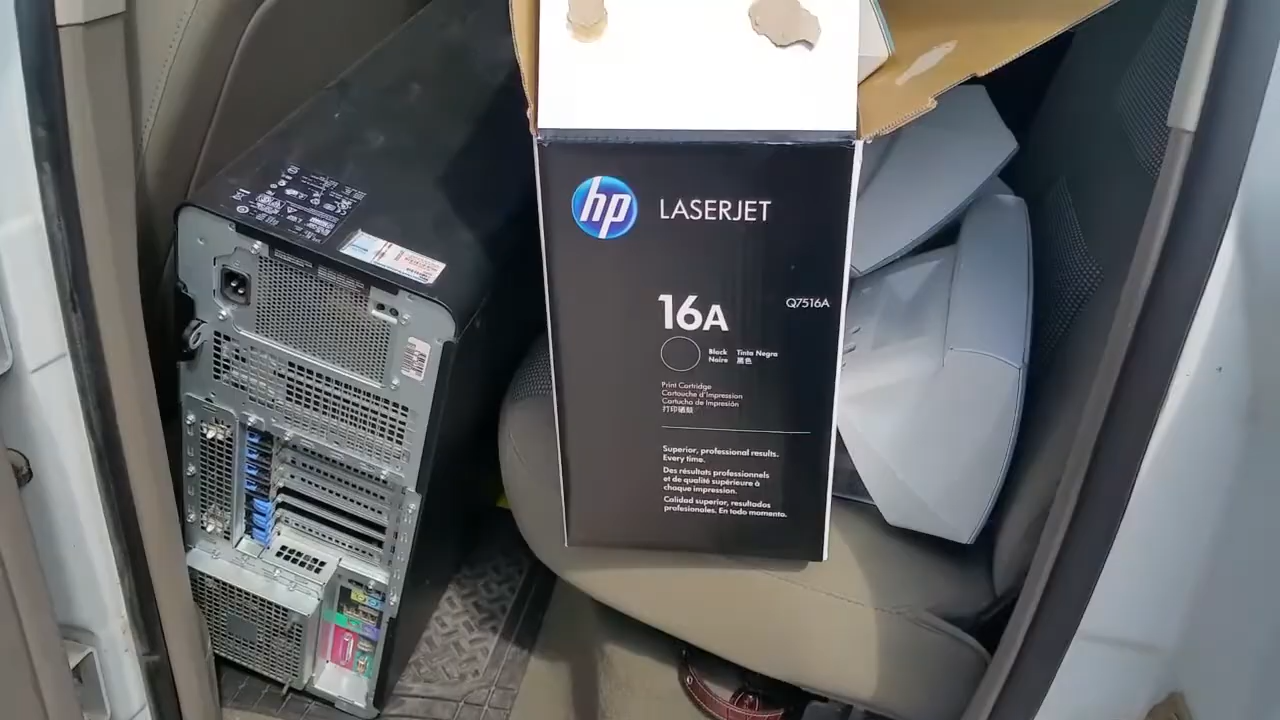 hp LASERJET
16A
Q7516A
Black Tinta Negra
Noire 黑色
Print Cartridge
Cartouche d'impression
Cartucho de Impresión
打印硒鼓
Superior, professional results.
Every time.
Des résultats professionnels
et de qualité supérieure à
chaque impression.
Calidad superior, resultados
profesionales. En todo momento.